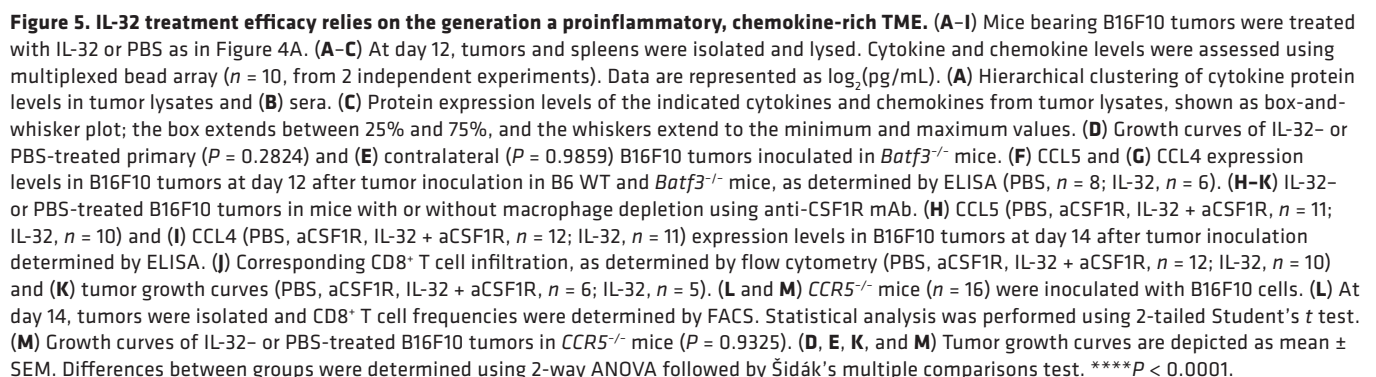 Figure 5. IL-32 treatment efficacy relies on the generation a proinflammatory, chemokine-rich TME. (A–I) Mice bearing B16F10 tumors were treated
with IL-32 or PBS as in Figure 4A. (A–C) At day 12, tumors and spleens were isolated and lysed. Cytokine and chemokine levels were assessed using
multiplexed bead array (n = 10, from 2 independent experiments). Data are represented as log₂(pg/mL). (A) Hierarchical clustering of cytokine protein
levels in tumor lysates and (B) sera. (C) Protein expression levels of the indicated cytokines and chemokines from tumor lysates, shown as box-and-
whisker plot; the box extends between 25% and 75%, and the whiskers extend to the minimum and maximum values. (D) Growth curves of IL-32– or
PBS-treated primary (P = 0.2824) and (E) contralateral (P = 0.9859) B16F10 tumors inoculated in Batf3⁻/⁻ mice. (F) CCL5 and (G) CCL4 expression
levels in B16F10 tumors at day 12 after tumor inoculation in B6 WT and Batf3⁻/⁻ mice, as determined by ELISA (PBS, n = 8; IL-32, n = 6). (H–K) IL-32–
or PBS-treated B16F10 tumors in mice with or without macrophage depletion using anti-CSF1R mAb. (H) CCL5 (PBS, aCSF1R, IL-32 + aCSF1R, n = 11;
IL-32, n = 10) and (I) CCL4 (PBS, aCSF1R, IL-32 + aCSF1R, n = 12; IL-32, n = 11) expression levels in B16F10 tumors at day 14 after tumor inoculation
determined by ELISA. (J) Corresponding CD8⁺ T cell infiltration, as determined by flow cytometry (PBS, aCSF1R, IL-32 + aCSF1R, n = 12; IL-32, n = 10)
and (K) tumor growth curves (PBS, aCSF1R, IL-32 + aCSF1R, n = 6; IL-32, n = 5). (L and M) CCR5⁻/⁻ mice (n = 16) were inoculated with B16F10 cells. (L) At
day 14, tumors were isolated and CD8⁺ T cell frequencies were determined by FACS. Statistical analysis was performed using 2-tailed Student’s t test.
(M) Growth curves of IL-32– or PBS-treated B16F10 tumors in CCR5⁻/⁻ mice (P = 0.9325). (D, E, K, and M) Tumor growth curves are depicted as mean ±
SEM. Differences between groups were determined using 2-way ANOVA followed by Šidák’s multiple comparisons test. ****P < 0.0001.